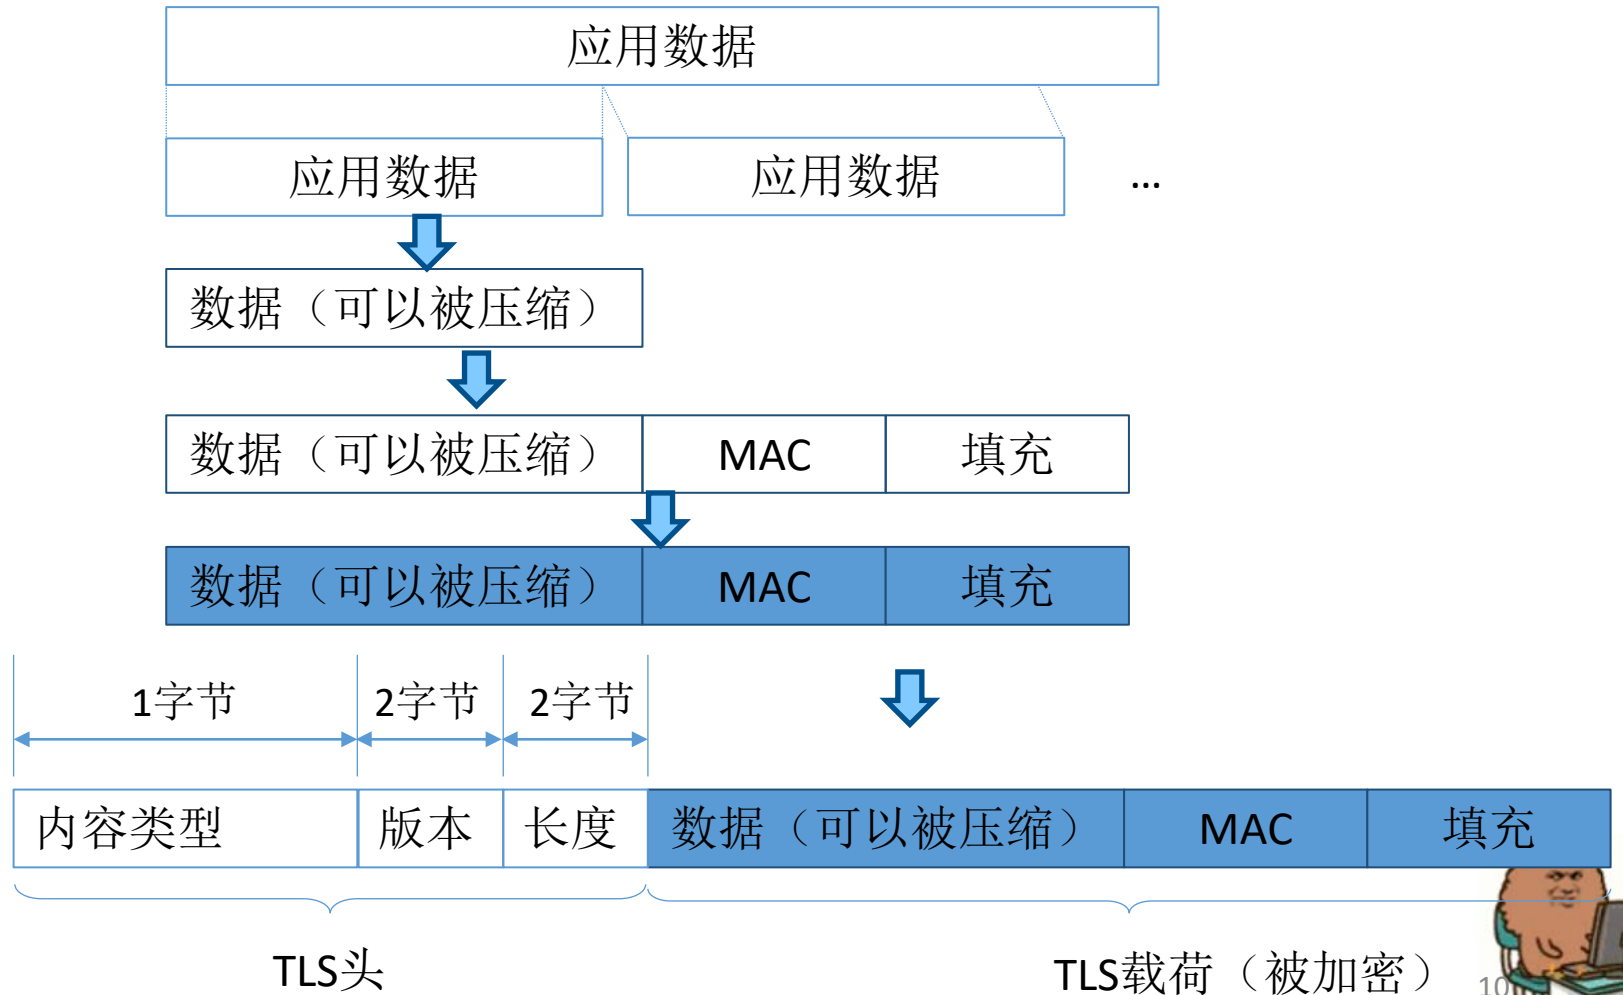 应用数据
应用数据 应用数据 ...
数据（可以被压缩）
数据（可以被压缩） MAC 填充
数据（可以被压缩） MAC 填充
1字节 2字节 2字节
内容类型 版本 长度 数据（可以被压缩） MAC 填充
TLS头 TLS载荷（被加密）